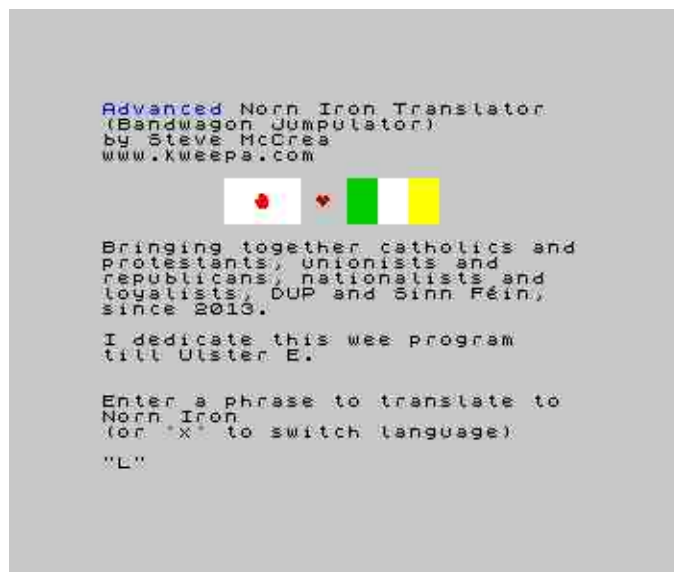 Advanced Norn Iron Translator
(Bandwagon Jumpulator)
by Steve McCrea
www.kweepa.com
Bringing together catholics and
protestants, unionists and
republicans, nationalists and
loyalists, DUP and Sinn Féin,
since 2013.
I dedicate this wee program
till Ulster E.
Enter a phrase to translate to
Norn Iron
(or 'x' to switch language)
"L"